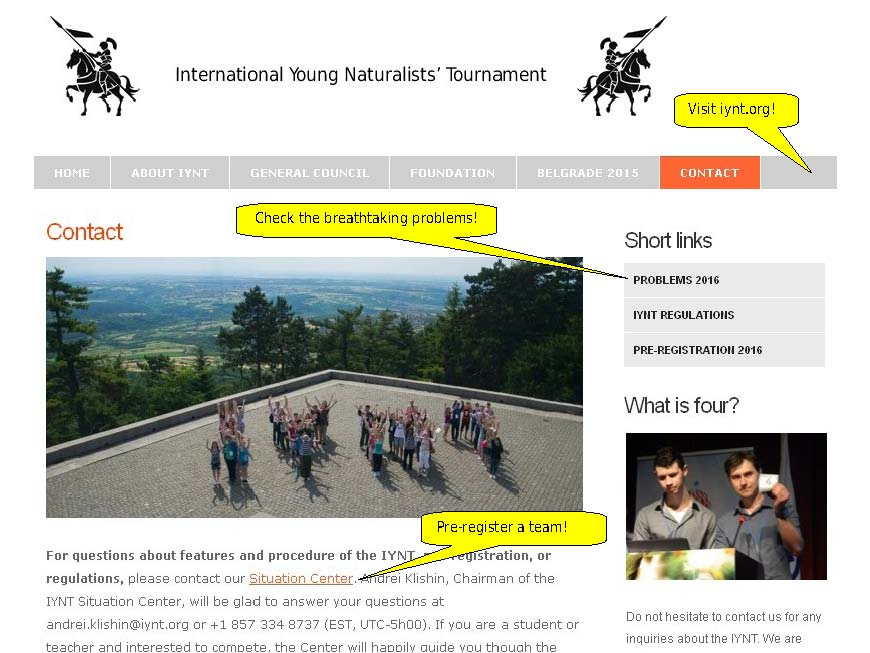 International Young Naturalists' Tournament
Visit iynt.org!
HOME
ABOUT IYNT
GENERAL COUNCIL
FOUNDATION
BELGRADE 2015
CONTACT
Contact
Check the breathtaking problems!
Short links
PROBLEMS 2016
IYNT REGULATIONS
PRE-REGISTRATION 2016
What is four?
Pre-register a team!
For questions about features and procedure of the IYNT, registration, or
regulations, please contact our Situation Center. Andrei Klishin, Chairman of the
IYNT Situation Center, will be glad to answer your questions at
andrei.klishin@iynt.org or +1 857 334 8737 (EST, UTC-5h00). If you are a student or
teacher and interested to compete, the Center will happily guide you though the
Do not hesitate to contact us for any
inquiries about the IYNT. We are